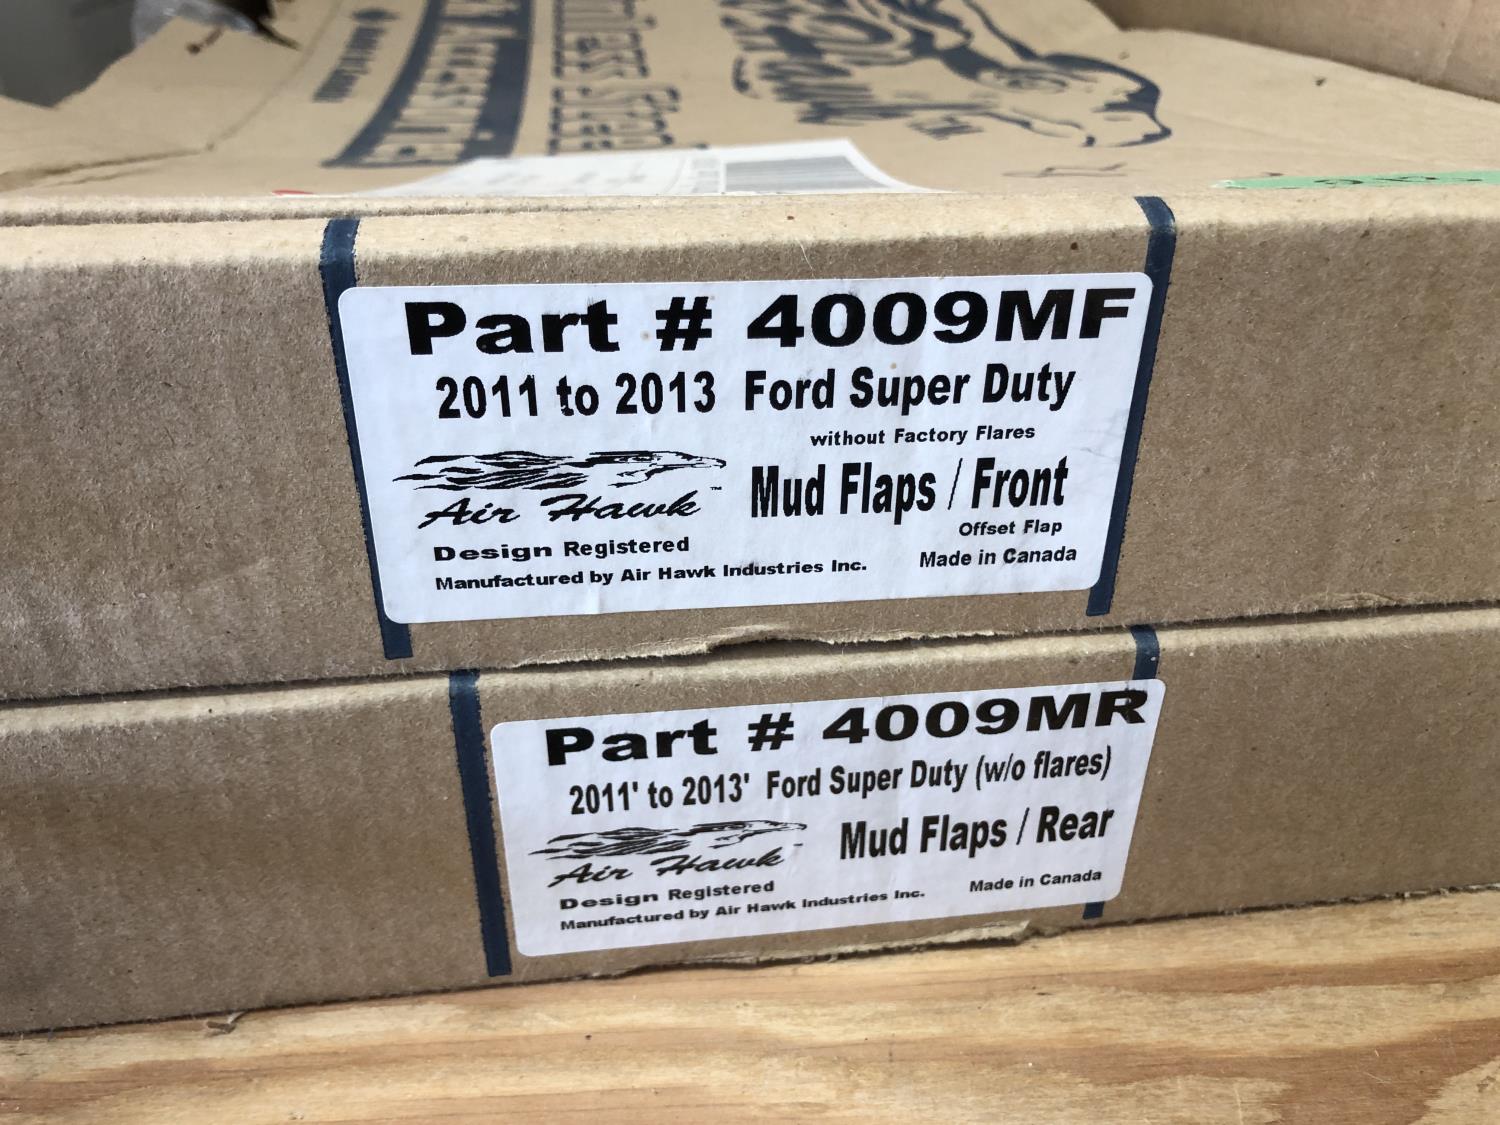 Part # 4009MF
2011 to 2013 Ford Super Duty
without Factory Flares
Air Hawk ™
Mud Flaps / Front
Offset Flap
Design Registered
Made in Canada
Manufactured by Air Hawk Industries Inc.
Part # 4009MR
2011' to 2013' Ford Super Duty (w/o flares)
Air Hawk
Mud Flaps / Rear
Design Registered
Made in Canada
Manufactured by Air Hawk Industries Inc.